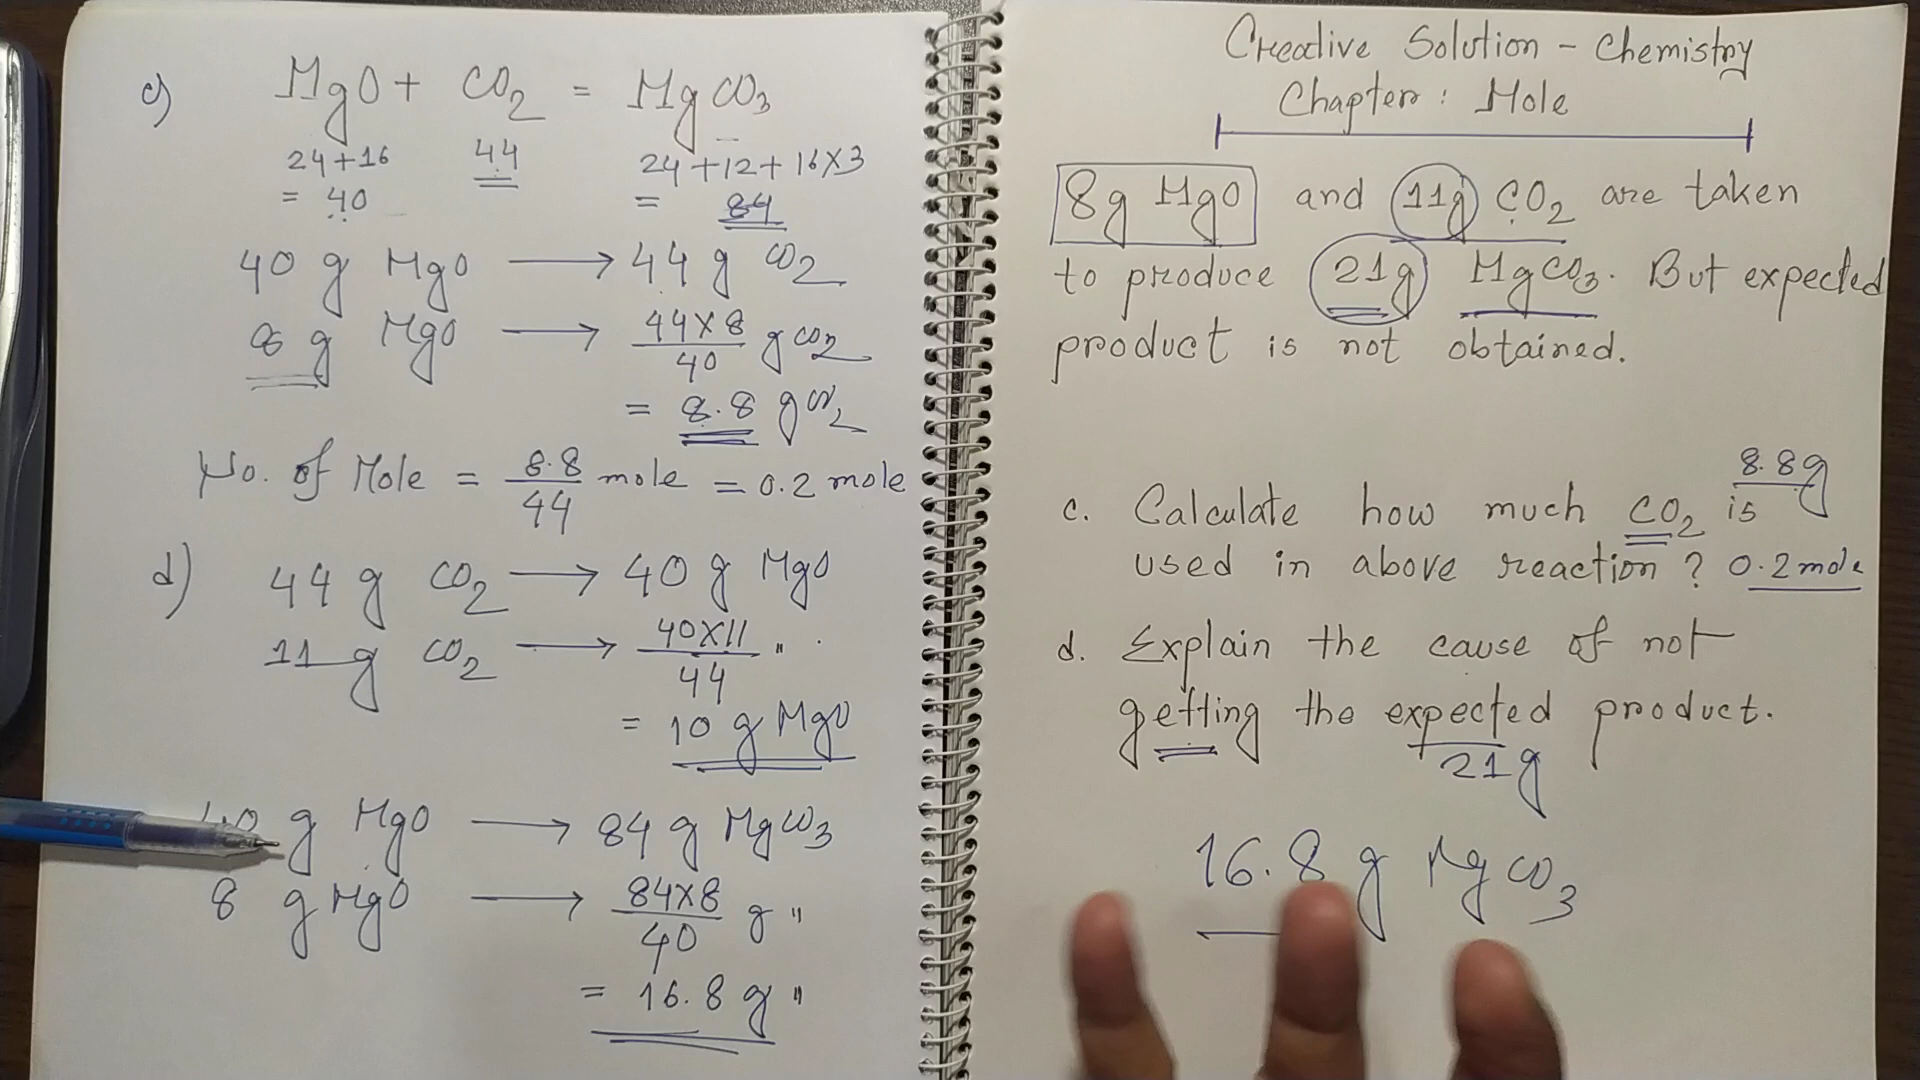 c) MgO + CO2 = MgCO3
24+16 44 24+12+16×3
= 40 = 84
40 g MgO → 44 g CO2
8 g MgO → 44×8/40 g CO2
= 8.8 g CO2
No. of Mole = 8.8/44 mole = 0.2 mole
d) 44 g CO2 → 40 g MgO
11 g CO2 → 40×11/44 "
= 10 g MgO
40 g MgO → 84 g MgCO3
8 g MgO → 84×8/40 g "
= 16.8 g "
Creative Solution - Chemistry
Chapter: Mole
8g MgO and 11g CO2 are taken
to produce 21g MgCO3. But expected
product is not obtained.
8.8g
c. Calculate how much CO2 is
used in above reaction? 0.2 mole
d. Explain the cause of not
getting the expected product.
21g
16.8 g MgCO3